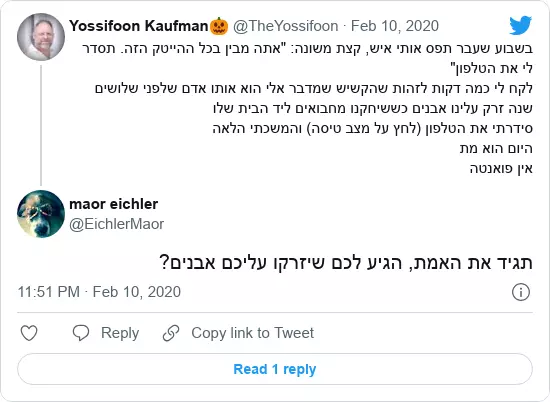 Yossifoon Kaufman🎃 @TheYossifoon · Feb 10, 2020
בשבוע שעבר תפס אותי איש, קצת משונה: "אתה מבין בכל ההייטק הזה. תסדר
לי את הטלפון"
לקח לי כמה דקות לזהות שהקשיש שמדבר אלי הוא אותו אדם שלפני שלושים
שנה זרק עלינו אבנים כששיחקנו מחבואים ליד הבית שלו
סידרתי את הטלפון (לחץ על מצב טיסה) והמשכתי הלאה
היום הוא מת
אין פואנטה
maor eichler
@EichlerMaor
תגיד את האמת, הגיע לכם שיזרקו עליכם אבנים?
11:51 PM · Feb 10, 2020
Reply
Copy link to Tweet
Read 1 reply